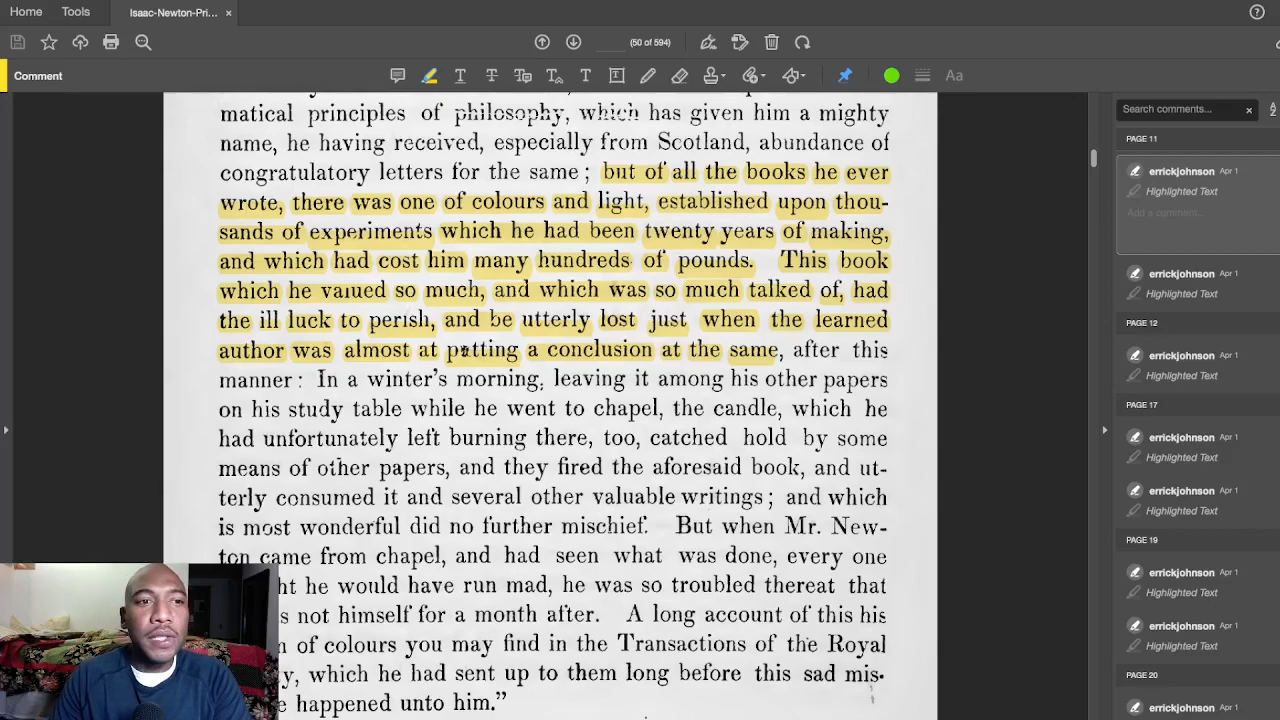 Home Tools Isaac-Newton-Pri... ×
(50 of 594)
Comment
Aa
matical principles of philosophy, which has given him a mighty
name, he having received, especially from Scotland, abundance of
congratulatory letters for the same ; but of all the books he ever
wrote, there was one of colours and light, established upon thou-
sands of experiments which he had been twenty years of making,
and which had cost him many hundreds of pounds. This book
which he valued so much, and which was so much talked of, had
the ill luck to perish, and be utterly lost just when the learned
author was almost at putting a conclusion at the same, after this
manner : In a winter's morning, leaving it among his other papers
on his study table while he went to chapel, the candle, which he
had unfortunately left burning there, too, catched hold by some
means of other papers, and they fired the aforesaid book, and ut-
terly consumed it and several other valuable writings ; and which
is most wonderful did no further mischief. But when Mr. New-
ton came from chapel, and had seen what was done, every one
he would have run mad, he was so troubled thereat that
not himself for a month after. A long account of this his
of colours you may find in the Transactions of the Royal
which he had sent up to them long before this sad mis-
happened unto him."
Search comments... ×
PAGE 11
errickjohnson Apr 1
Highlighted Text
Add a comment...
errickjohnson Apr 1
Highlighted Text
PAGE 12
errickjohnson Apr 1
Highlighted Text
PAGE 17
errickjohnson Apr 1
Highlighted Text
errickjohnson Apr 1
Highlighted Text
PAGE 19
errickjohnson Apr 1
Highlighted Text
errickjohnson Apr 1
Highlighted Text
PAGE 20
errickjohnson Apr 1